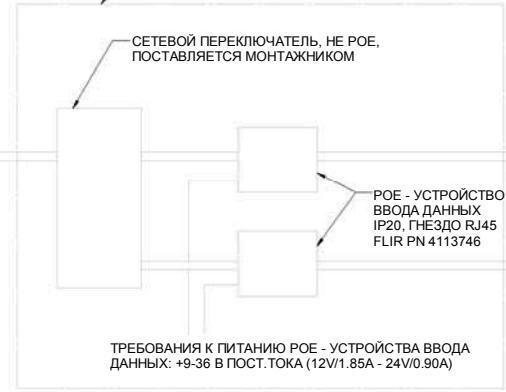 СЕТЕВОЙ ПЕРЕКЛЮЧАТЕЛЬ, НЕ POE,
ПОСТАВЛЯЕТСЯ МОНТАЖНИКОМ
POE - УСТРОЙСТВО
ВВОДА ДАННЫХ
IP20, ГНЕЗДО RJ45
FLIR PN 4113746
ТРЕБОВАНИЯ К ПИТАНИЮ POE - УСТРОЙСТВА ВВОДА
ДАННЫХ: +9-36 В ПОСТ.ТОКА (12V/1.85A - 24V/0.90A)